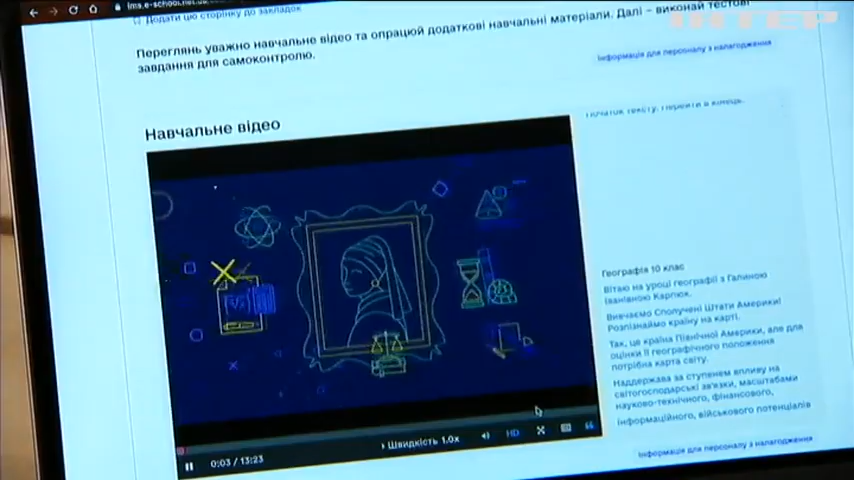 lms.e-school.net.ua
Додати цю сторінку до закладок
ІНТЕР
Переглянь уважно навчальне відео та опрацюй додаткові навчальні матеріали. Далі – виконай тестові
завдання для самоконтролю.
Інформація для персоналу з налагодження
Навчальне відео
Початок тексту. Перейти в кінець.
Географія 10 клас
Вітаю на уроці географії з Галиною
Іванівною Карпюк.
Вивчаємо Сполучені Штати Америки!
Розпізнаймо країну на карті.
Так, це країна Північної Америки, але для
оцінки її географічного положення
потрібна карта світу.
Наддержава за ступенем впливу на
світогосподарські зв'язки, масштабами
науково-технічного, фінансового,
інформаційного, військового потенціалів
0:03 / 13:23
Швидкість 1.0x
HD
Інформація для персоналу з налагодження